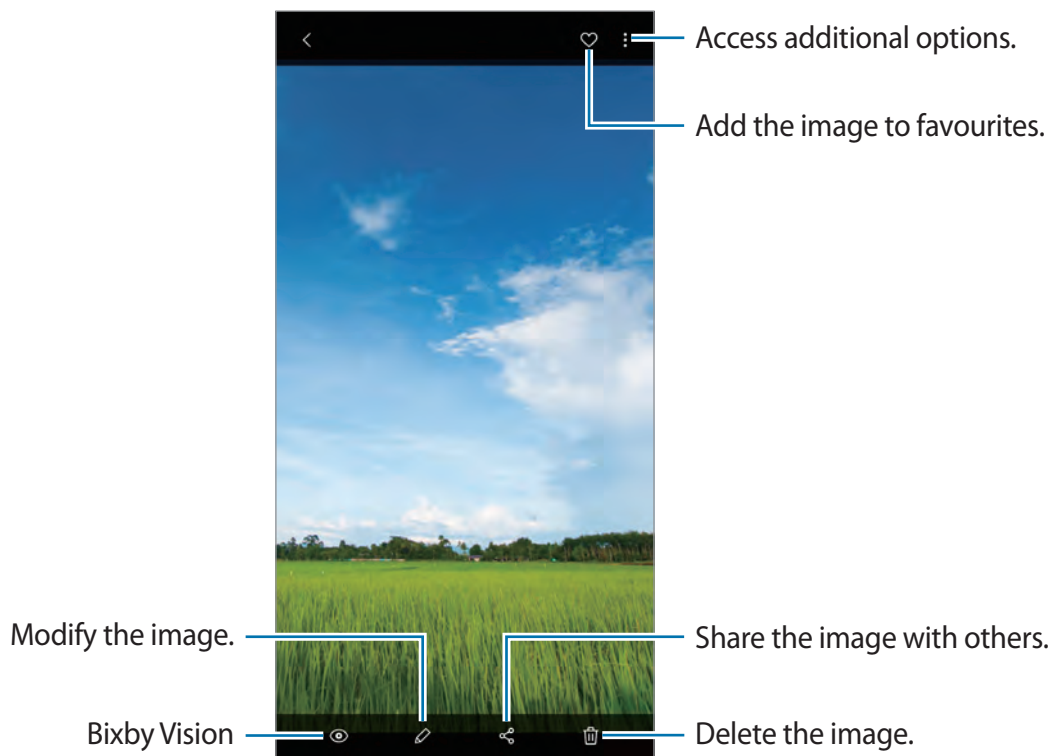 Access additional options.
Add the image to favourites.
Modify the image.
Share the image with others.
Bixby Vision
Delete the image.